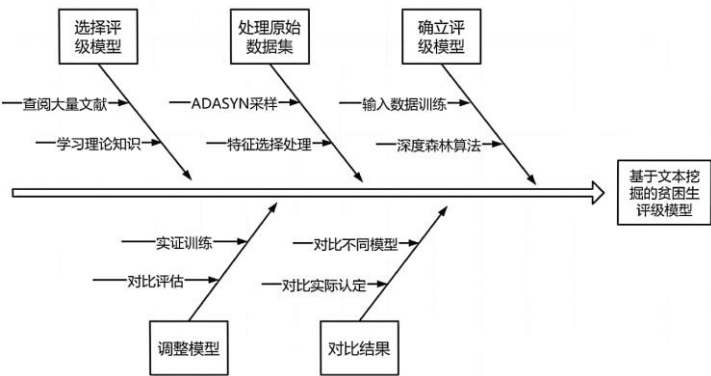 选择评
级模型
处理原始
数据集
确立评
级模型
查阅大量文献
ADASYN采样
输入数据训练
学习理论知识
特征选择处理
深度森林算法
基于文本挖
掘的贫困生
评级模型
实证训练
对比不同模型
对比评估
对比实际认定
调整模型
对比结果